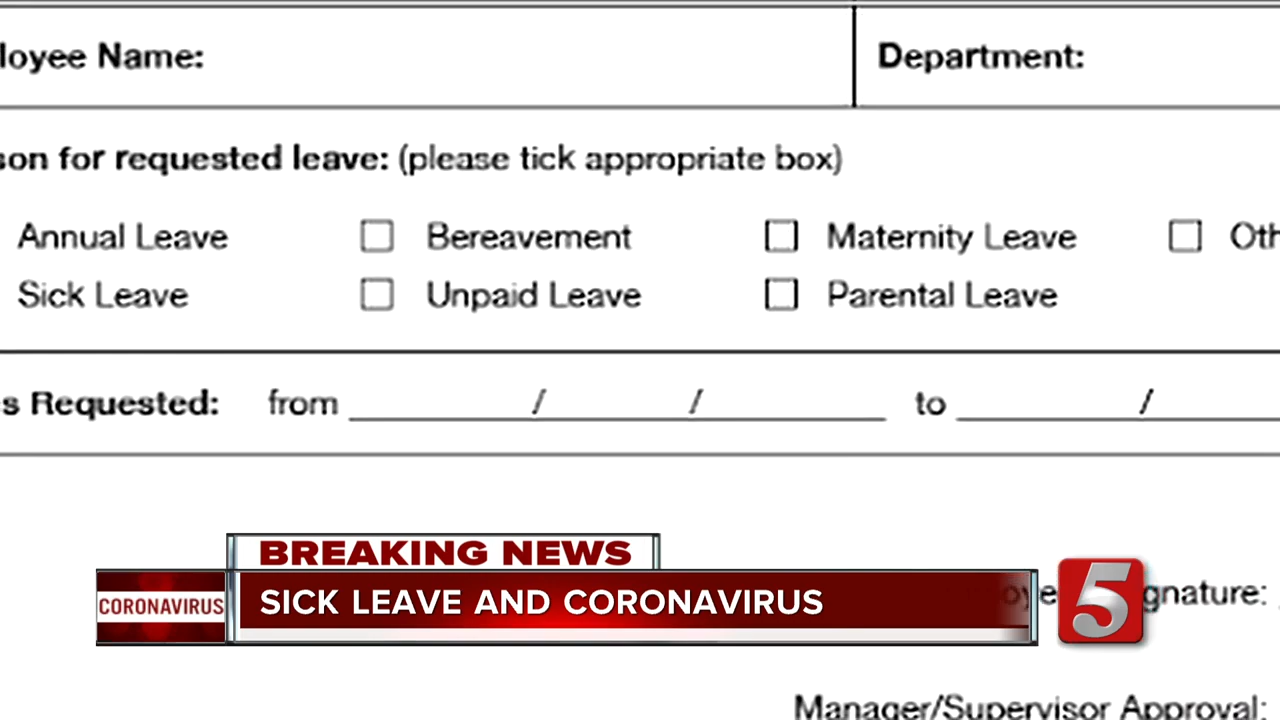 loyee Name: Department:
son for requested leave: (please tick appropriate box)
Annual Leave Bereavement Maternity Leave Oth
Sick Leave Unpaid Leave Parental Leave
s Requested: from / / to /
BREAKING NEWS
CORONAVIRUS SICK LEAVE AND CORONAVIRUS 5 gnature:
Manager/Supervisor Approval: